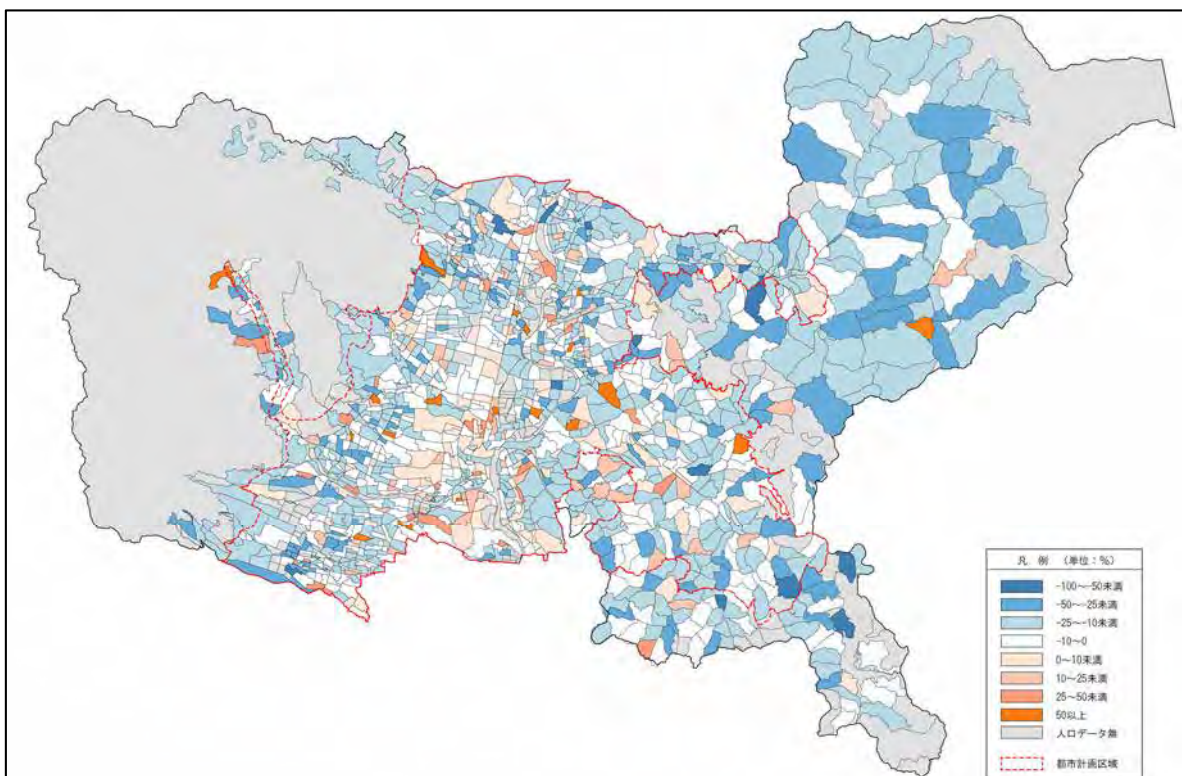 凡 例 (単位:%)
-100~-50未満
-50~-25未満
-25~-10未満
-10~0
0~10未満
10~25未満
25~50未満
50以上
人口データ無
都市計画区域